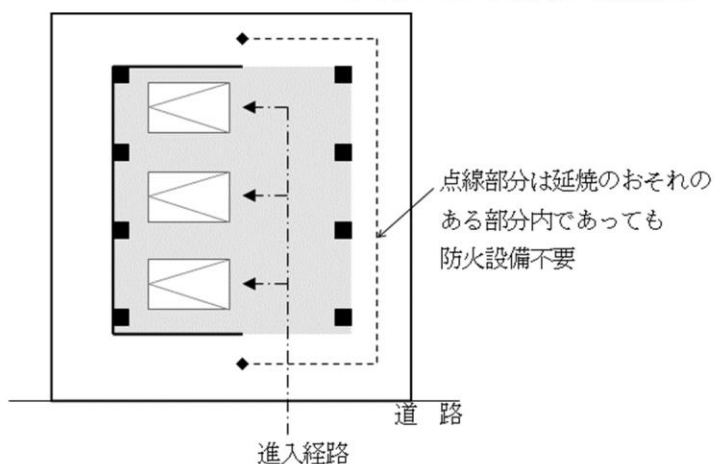 点線部分は延焼のおそれの
ある部分内であっても
防火設備不要
道 路
進入経路